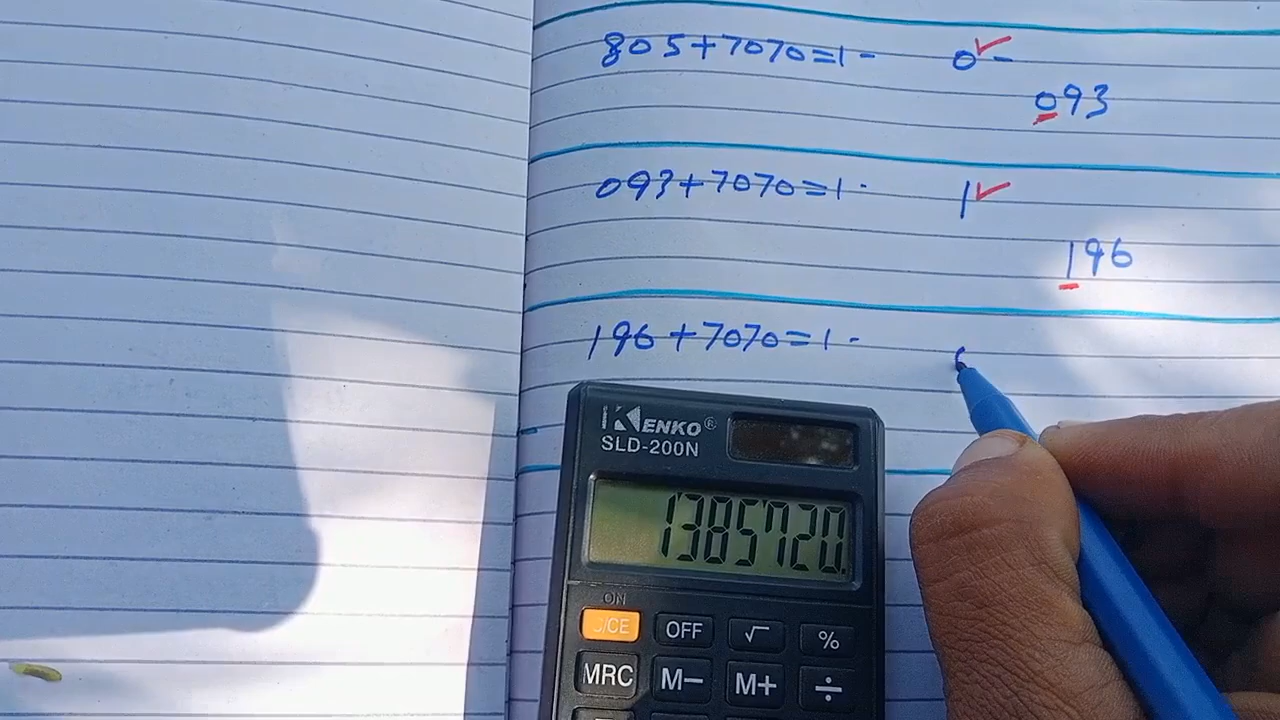 805+7070=1- 0✓-
093
093+7070=1· 1✓
196
196+7070=1-
KENKO®
SLD-200N
1385720.
ON
OFF √ %
MRC M− M+ ÷